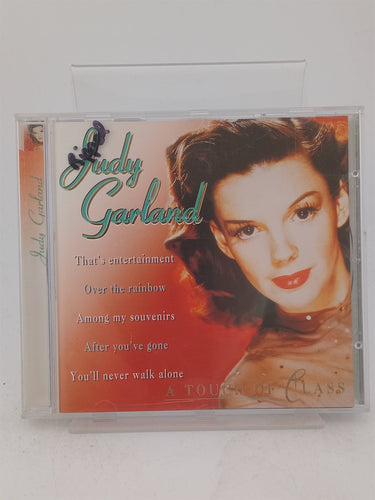 Judy
Garland
That's entertainment
Over the rainbow
Among my souvenirs
After you've gone
You'll never walk alone
A TOUCH OF CLASS
Judy Garland